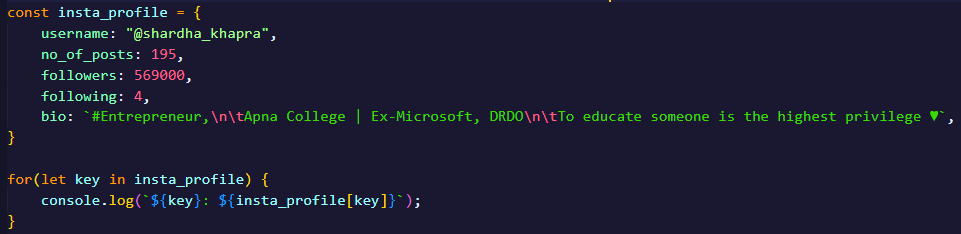 const insta_profile = {
    username: "@shardha_khapra",
    no_of_posts: 195,
    followers: 569000,
    following: 4,
    bio: `#Entrepreneur,\n\tApna College | Ex-Microsoft, DRDO\n\tTo educate someone is the highest privilege ♥`,
}

for(let key in insta_profile) {
    console.log(`${key}: ${insta_profile[key]}`);
}